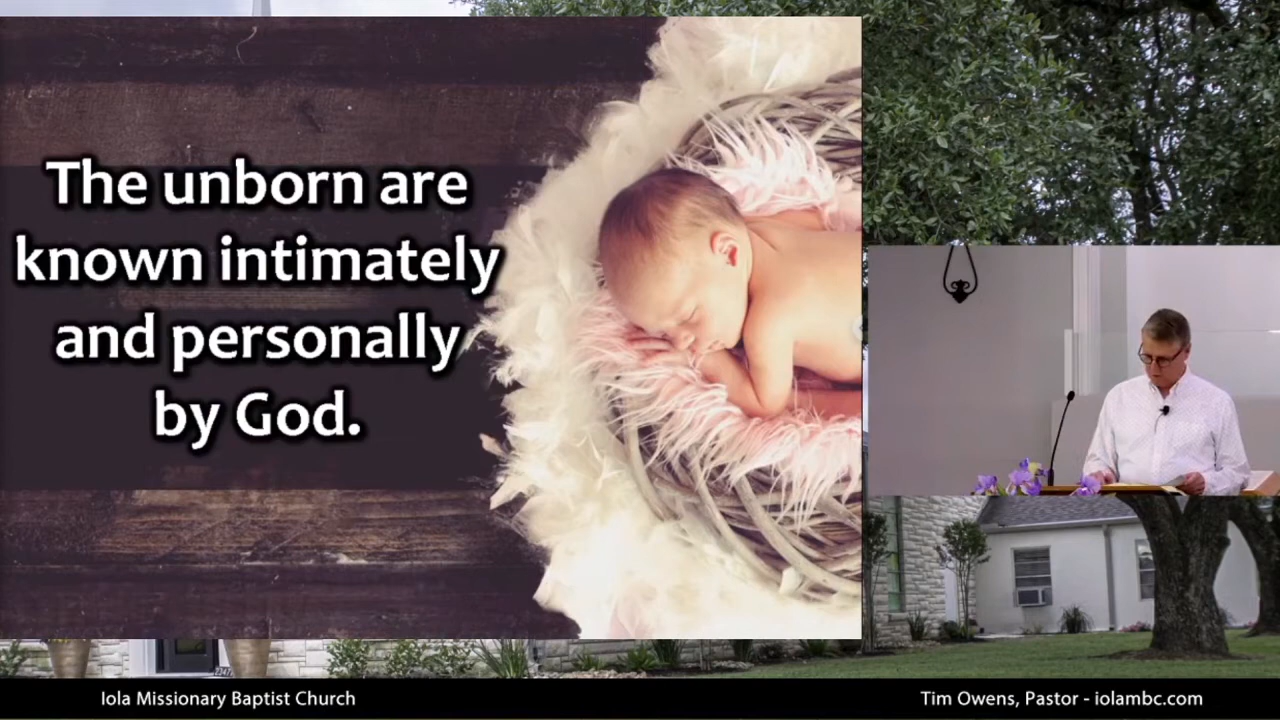 The unborn are
known intimately
and personally
by God.
Iola Missionary Baptist Church
Tim Owens, Pastor - iolambc.com